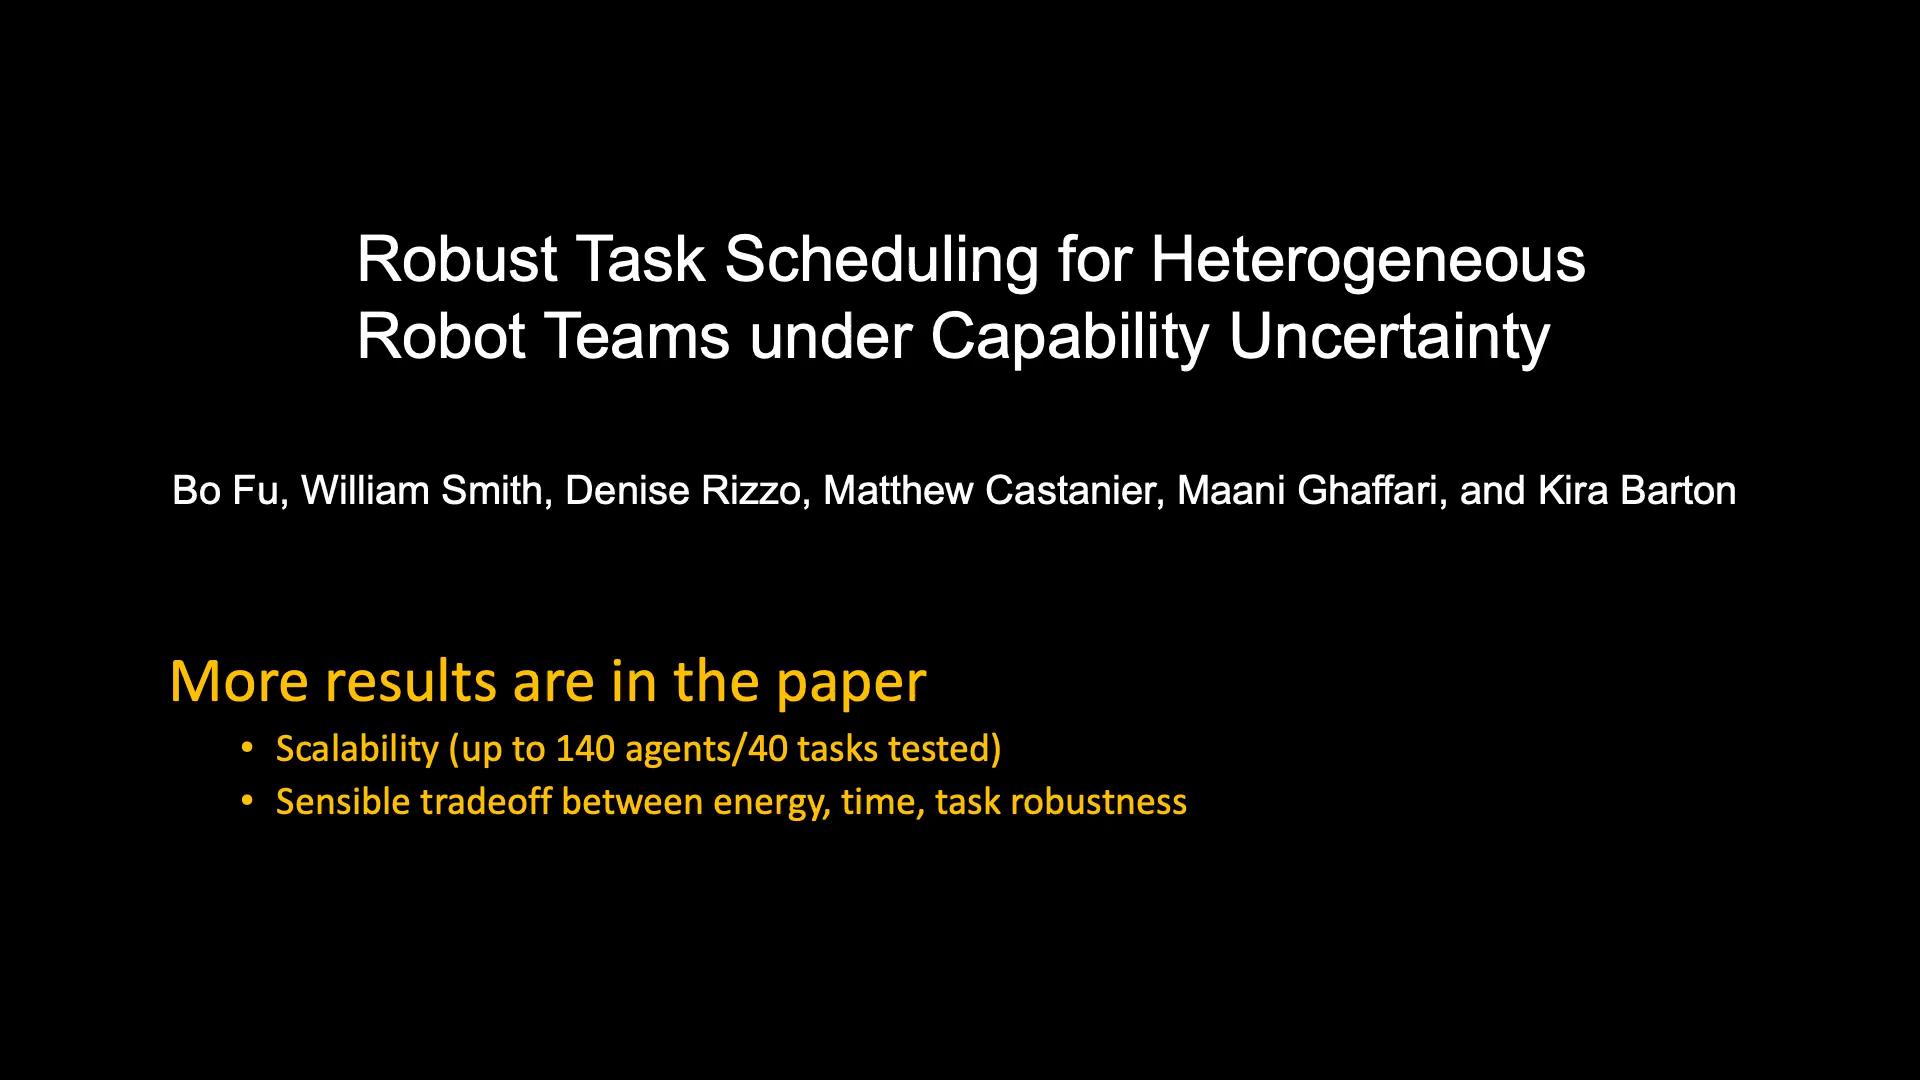 Robust Task Scheduling for Heterogeneous
Robot Teams under Capability Uncertainty
Bo Fu, William Smith, Denise Rizzo, Matthew Castanier, Maani Ghaffari, and Kira Barton
More results are in the paper
• Scalability (up to 140 agents/40 tasks tested)
• Sensible tradeoff between energy, time, task robustness